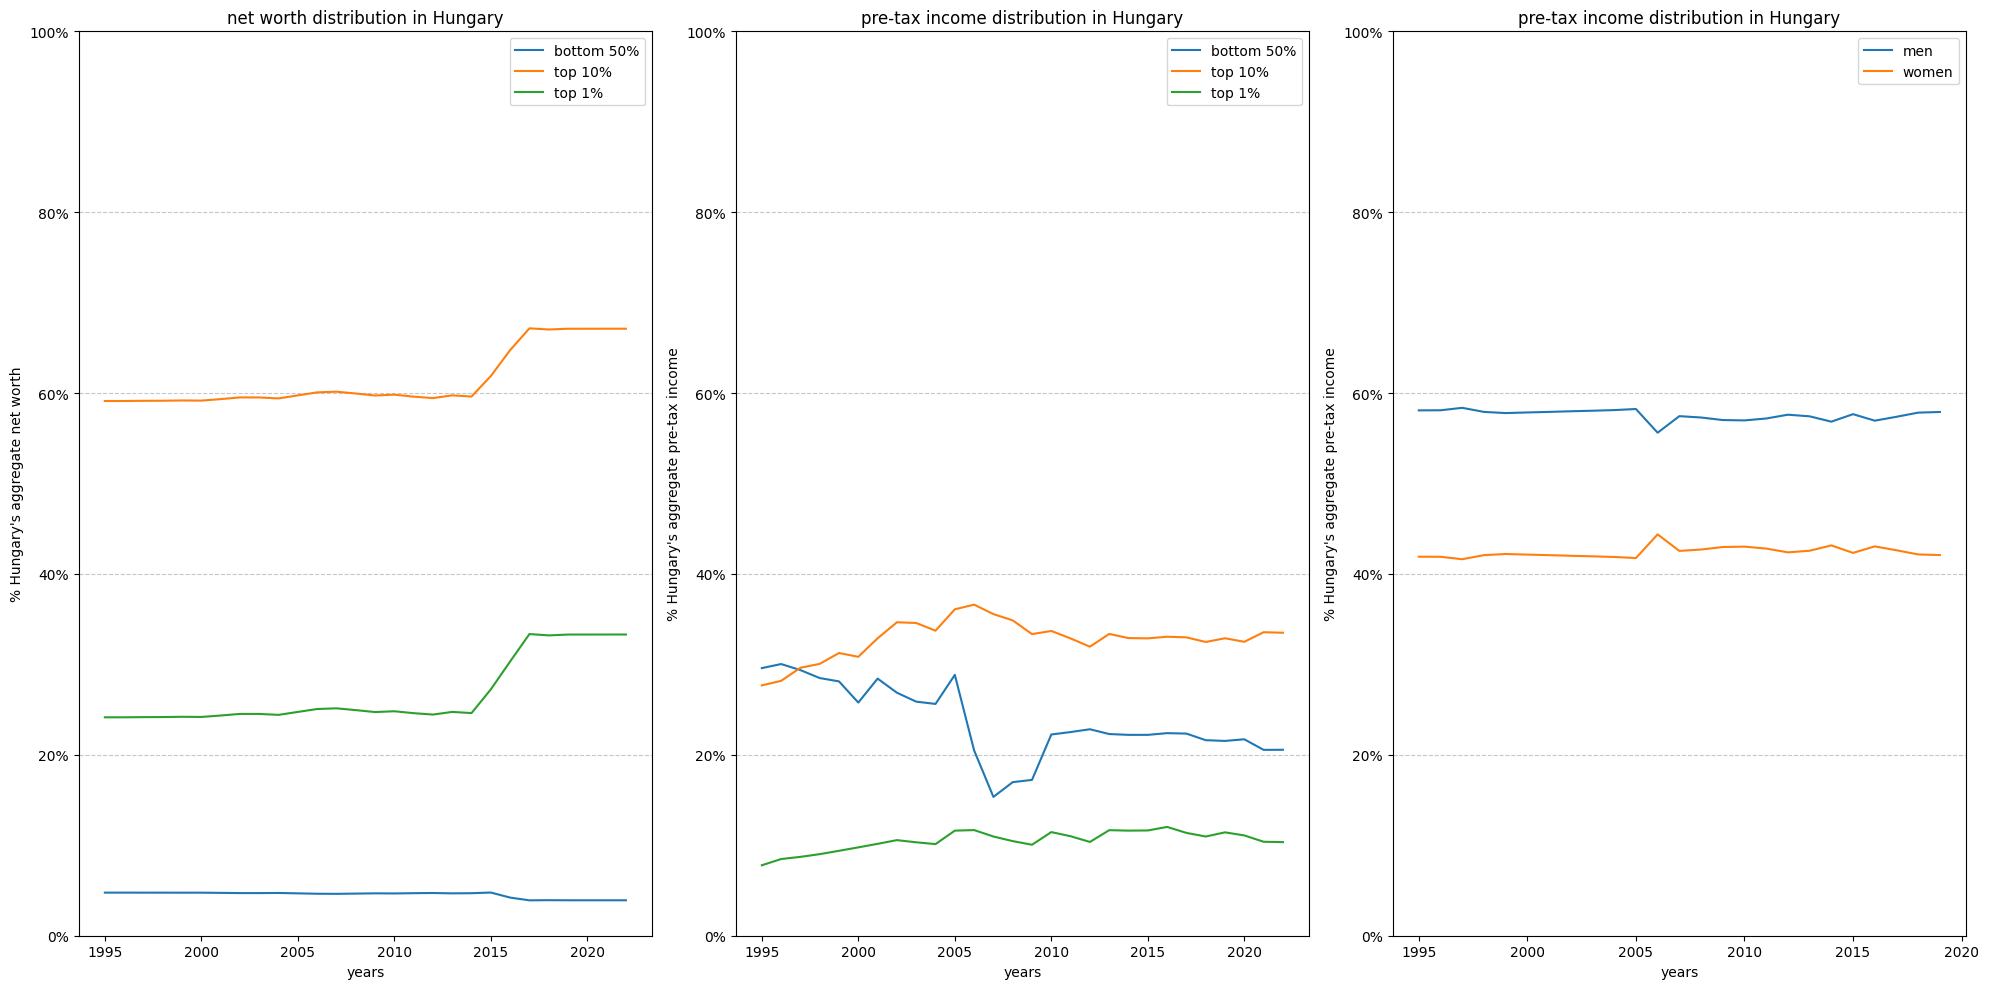 net worth distribution in Hungary
% Hungary's aggregate net worth
100%
80%
60%
40%
20%
0%
1995 2000 2005 2010 2015 2020
years
bottom 50%
top 10%
top 1%
pre-tax income distribution in Hungary
% Hungary's aggregate pre-tax income
100%
80%
60%
40%
20%
0%
1995 2000 2005 2010 2015 2020
years
bottom 50%
top 10%
top 1%
pre-tax income distribution in Hungary
% Hungary's aggregate pre-tax income
100%
80%
60%
40%
20%
0%
1995 2000 2005 2010 2015 2020
years
men
women